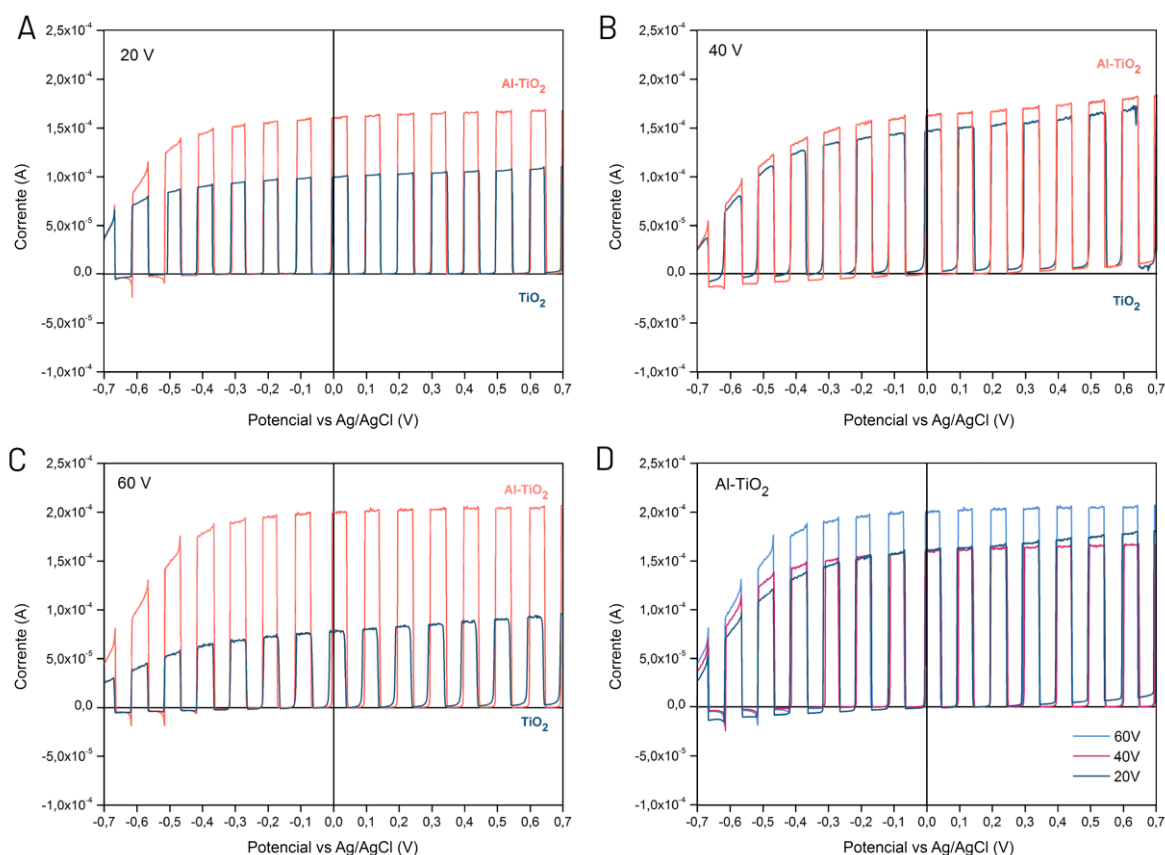 A
20 V
Al-TiO2
TiO2
2,5x10-4
2,0x10-4
1,5x10-4
1,0x10-4
5,0x10-5
0,0
-5,0x10-5
-1,0x10-4
Corrente (A)
-0,7 -0,6 -0,5 -0,4 -0,3 -0,2 -0,1 0,0 0,1 0,2 0,3 0,4 0,5 0,6 0,7
Potencial vs Ag/AgCl (V)
B
40 V
Al-TiO2
TiO2
2,5x10-4
2,0x10-4
1,5x10-4
1,0x10-4
5,0x10-5
0,0
-5,0x10-5
-1,0x10-4
Corrente (A)
-0,7 -0,6 -0,5 -0,4 -0,3 -0,2 -0,1 0,0 0,1 0,2 0,3 0,4 0,5 0,6 0,7
Potencial vs Ag/AgCl (V)
C
60 V
Al-TiO2
TiO2
2,5x10-4
2,0x10-4
1,5x10-4
1,0x10-4
5,0x10-5
0,0
-5,0x10-5
-1,0x10-4
Corrente (A)
-0,7 -0,6 -0,5 -0,4 -0,3 -0,2 -0,1 0,0 0,1 0,2 0,3 0,4 0,5 0,6 0,7
Potencial vs Ag/AgCl (V)
D
Al-TiO2
2,5x10-4
2,0x10-4
1,5x10-4
1,0x10-4
5,0x10-5
0,0
-5,0x10-5
-1,0x10-4
Corrente (A)
60V
40V
20V
-0,7 -0,6 -0,5 -0,4 -0,3 -0,2 -0,1 0,0 0,1 0,2 0,3 0,4 0,5 0,6 0,7
Potencial vs Ag/AgCl (V)